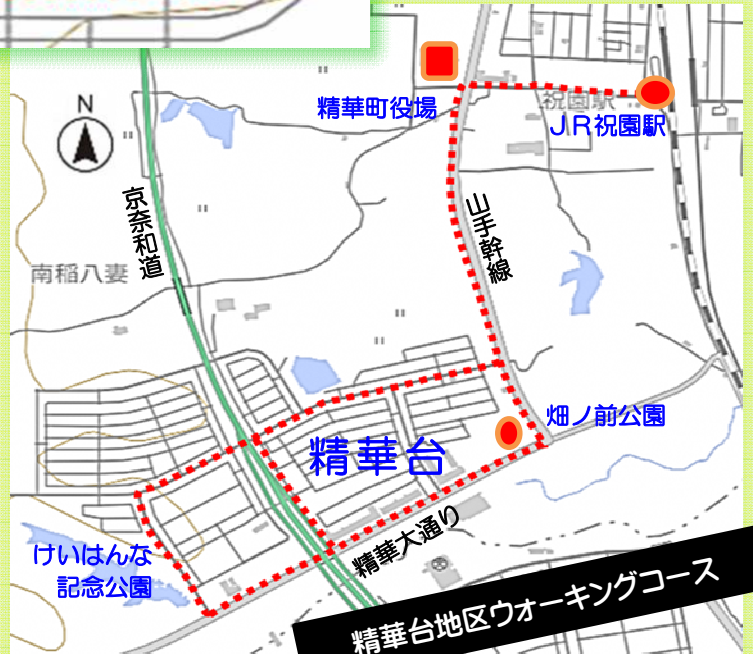 精華町役場
祝園駅
JR祝園駅
N
京奈和道
山手幹線
南稲八妻
畑ノ前公園
精華台
精華大通り
けいはんな
記念公園
精華台地区ウォーキングコース